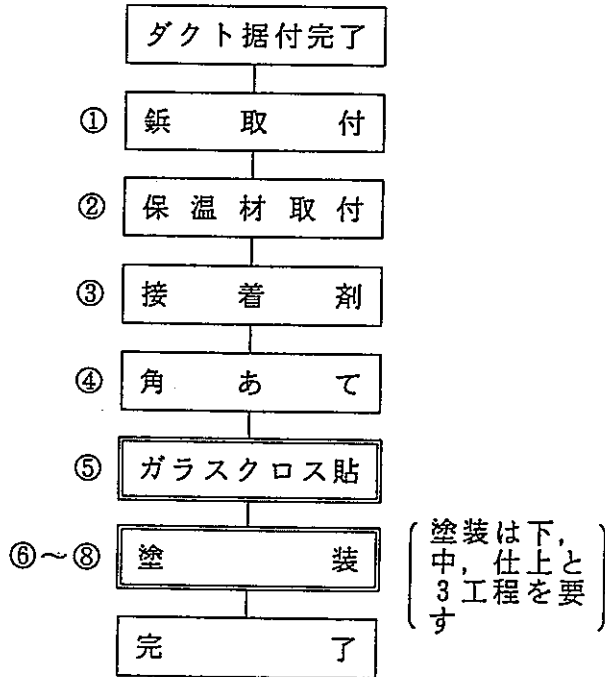 ダクト据付完了
① 鋲取付
② 保温材取付
③ 接着剤
④ 角あて
⑤ ガラスクロス貼
⑥〜⑧ 塗装
塗装は下,
中, 仕上と
3工程を要
す
完了